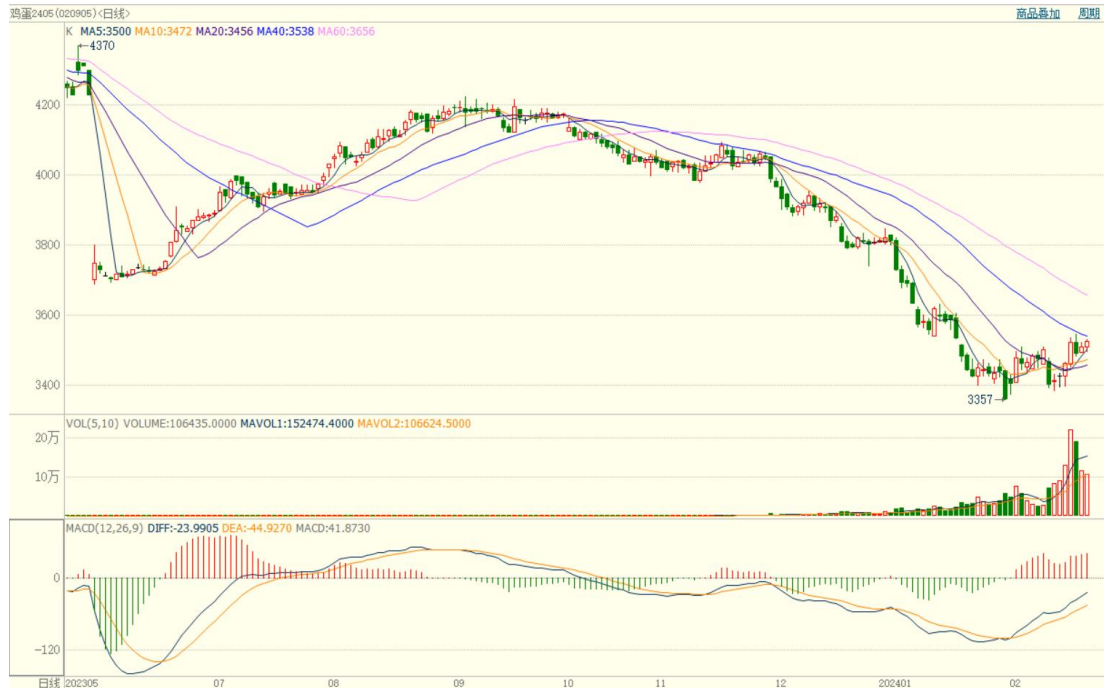 鸡蛋2405(020905)<日线> 商品叠加 周期
K MA5:3500 MA10:3472 MA20:3456 MA40:3538 MA60:3656
4370
4200
4000
3800
3600
3400
3357
VOL(5,10) VOLUME:106435.0000 MAVOL1:152474.4000 MAVOL2:106624.5000
20万
10万
MACD(12,26,9) DIFF:-23.9905 DEA:-44.9270 MACD:41.8730
0
-120
日线 202305 07 08 09 10 11 12 202401 02